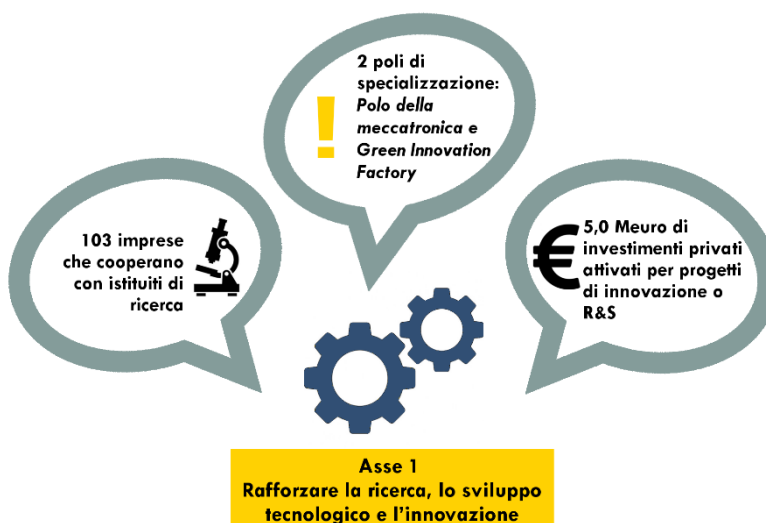 2 poli di
specializzazione:
Polo della
meccatronica e
Green Innovation
Factory
103 imprese
che cooperano
con istituiti di
ricerca
5,0 Meuro di
investimenti privati
attivati per progetti
di innovazione o
R&S
Asse 1
Rafforzare la ricerca, lo sviluppo
tecnologico e l'innovazione